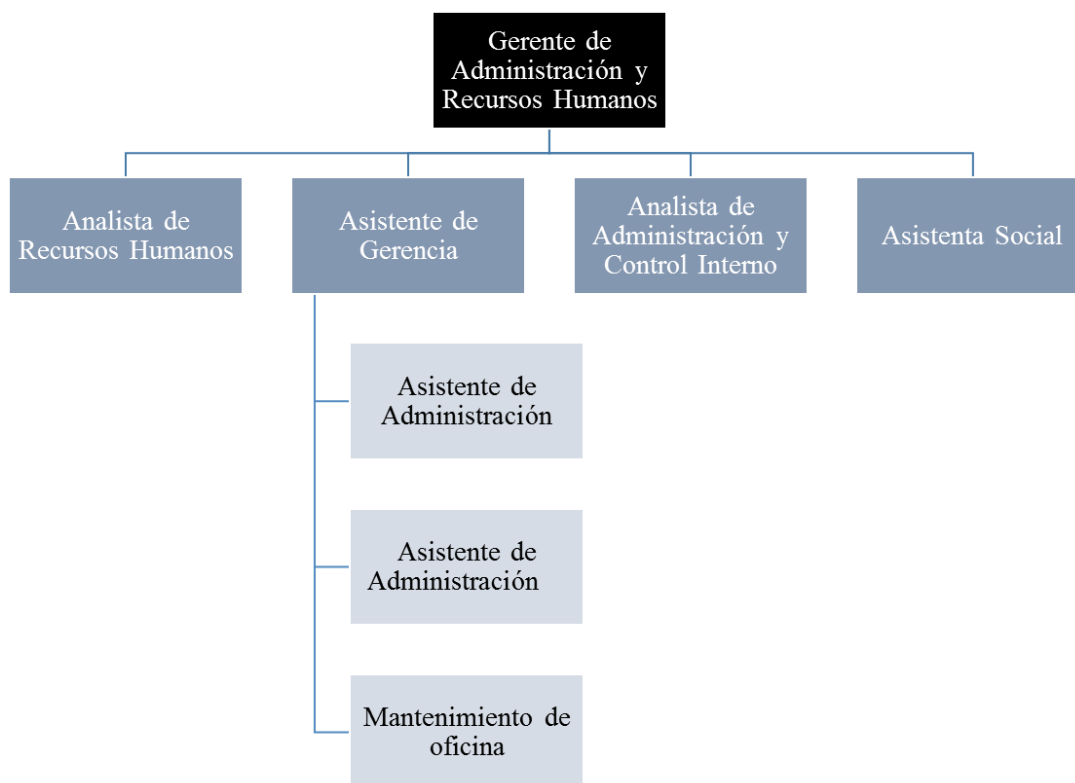 Gerente de
Administración y
Recursos Humanos
Analista de
Recursos Humanos
Asistente de
Gerencia
Analista de
Administración y
Control Interno
Asistenta Social
Asistente de
Administración
Asistente de
Administración
Mantenimiento de
oficina